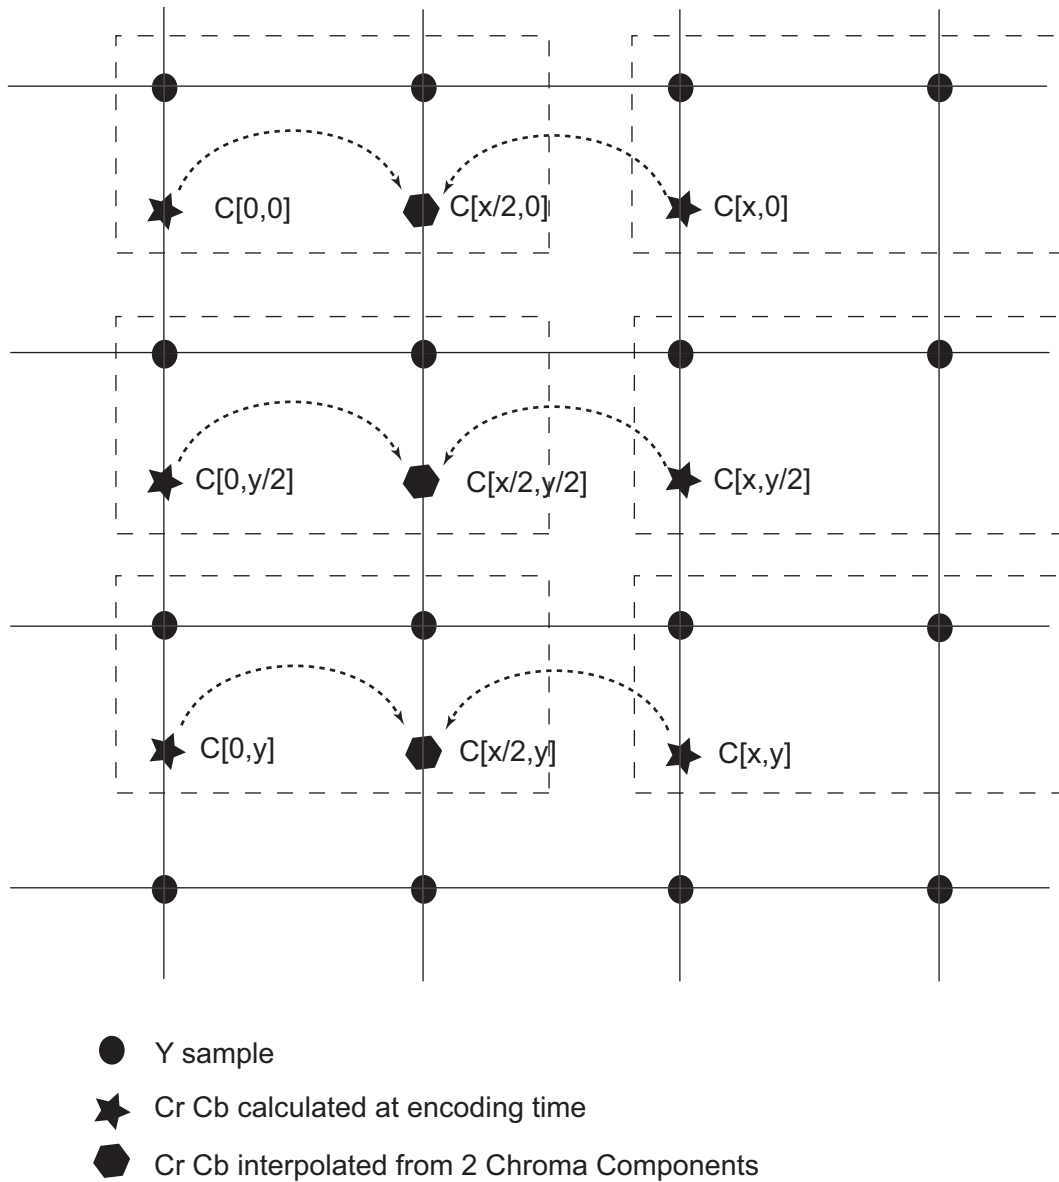 C[0,0]
C[x/2,0]
C[x,0]
C[0,y/2]
C[x/2,y/2]
C[x,y/2]
C[0,y]
C[x/2,y]
C[x,y]
Y sample
Cr Cb calculated at encoding time
Cr Cb interpolated from 2 Chroma Components